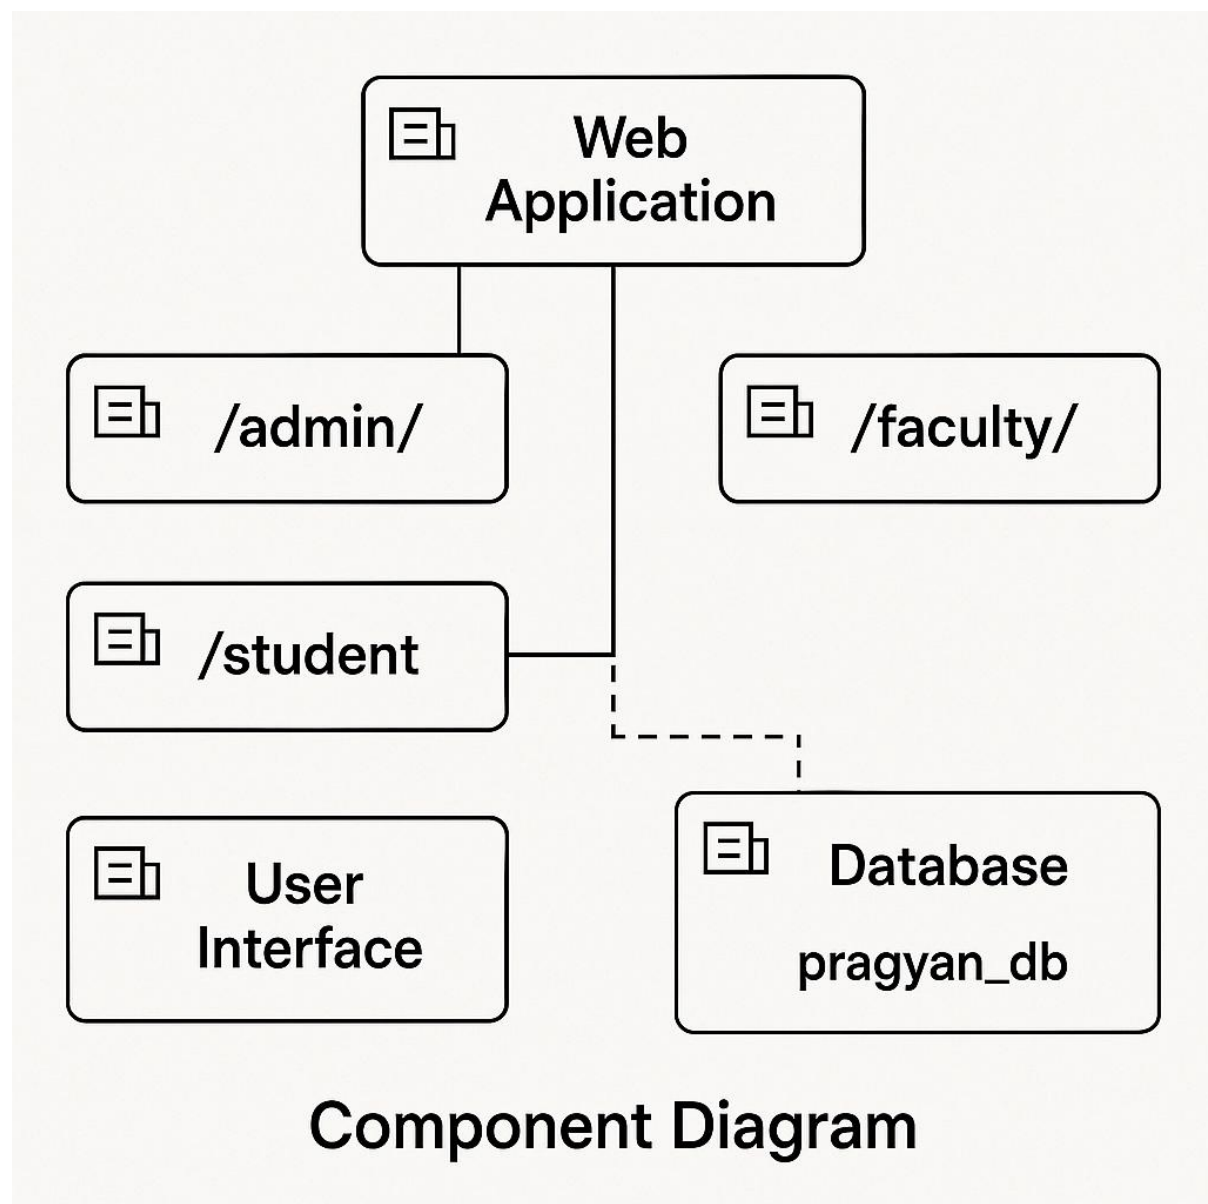 Web
Application
/admin/
/faculty/
/student
User
Interface
Database
pragyan_db
Component Diagram